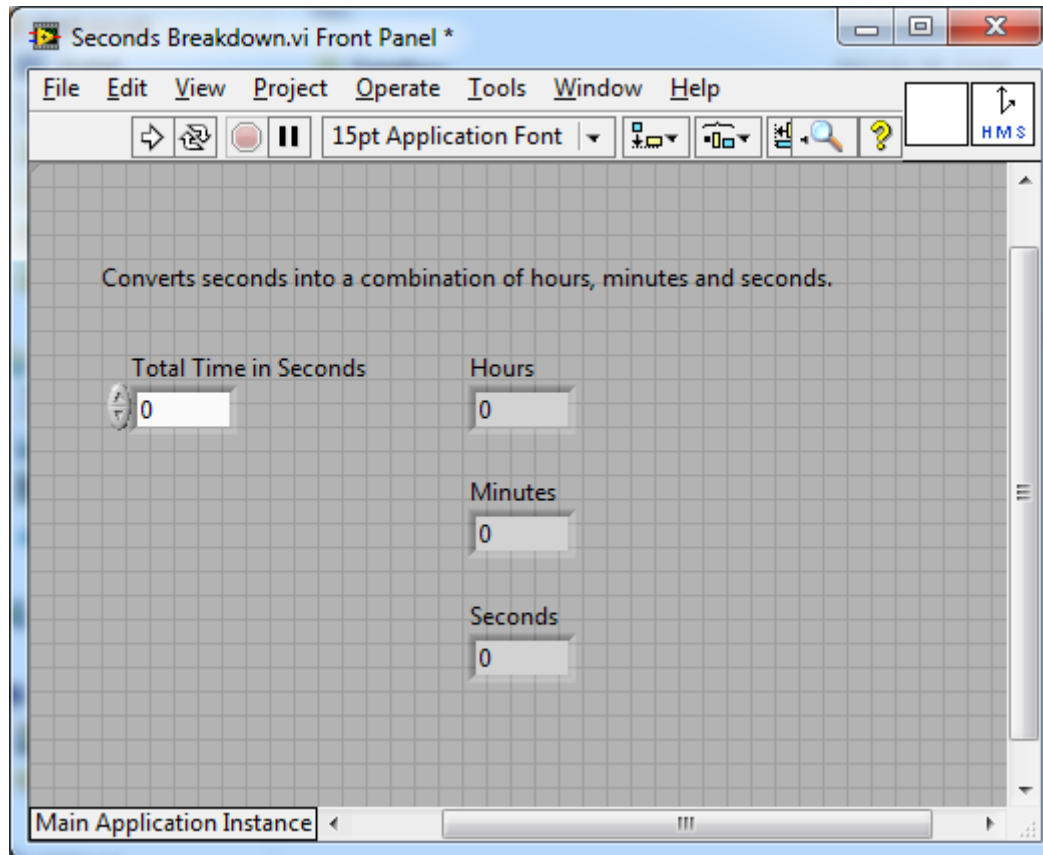 Seconds Breakdown.vi Front Panel *
File Edit View Project Operate Tools Window Help
15pt Application Font
HMS
Converts seconds into a combination of hours, minutes and seconds.
Total Time in Seconds Hours
0 0
Minutes
0
Seconds
0
Main Application Instance